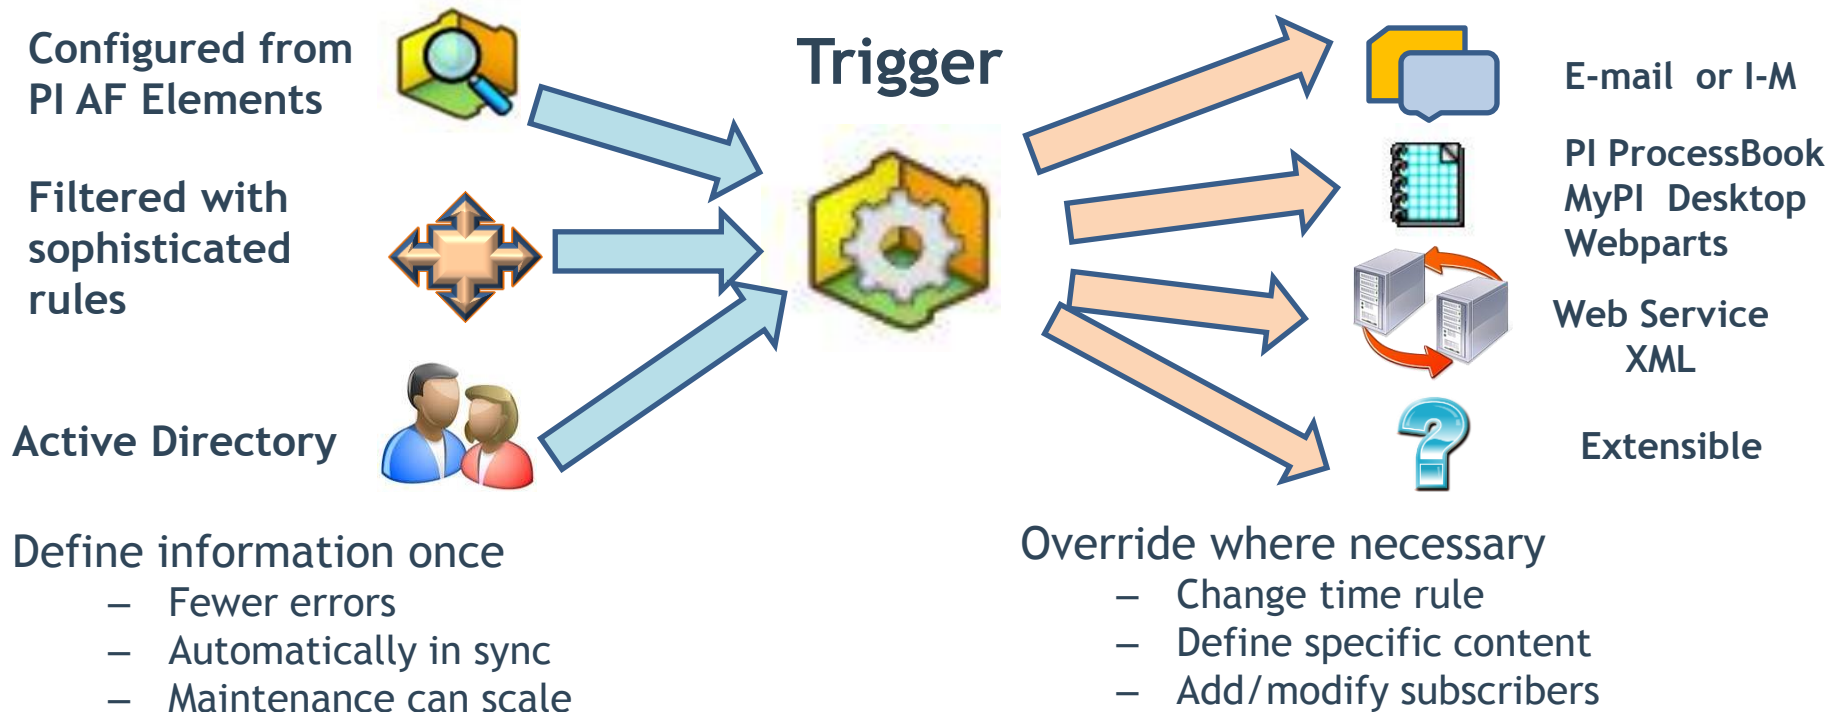 Configured from
PI AF Elements
Filtered with
sophisticated
rules
Active Directory
Trigger
E-mail or I-M
PI ProcessBook
MyPI Desktop
Webparts
Web Service
XML
Extensible
Define information once
– Fewer errors
– Automatically in sync
– Maintenance can scale
Override where necessary
– Change time rule
– Define specific content
– Add/modify subscribers